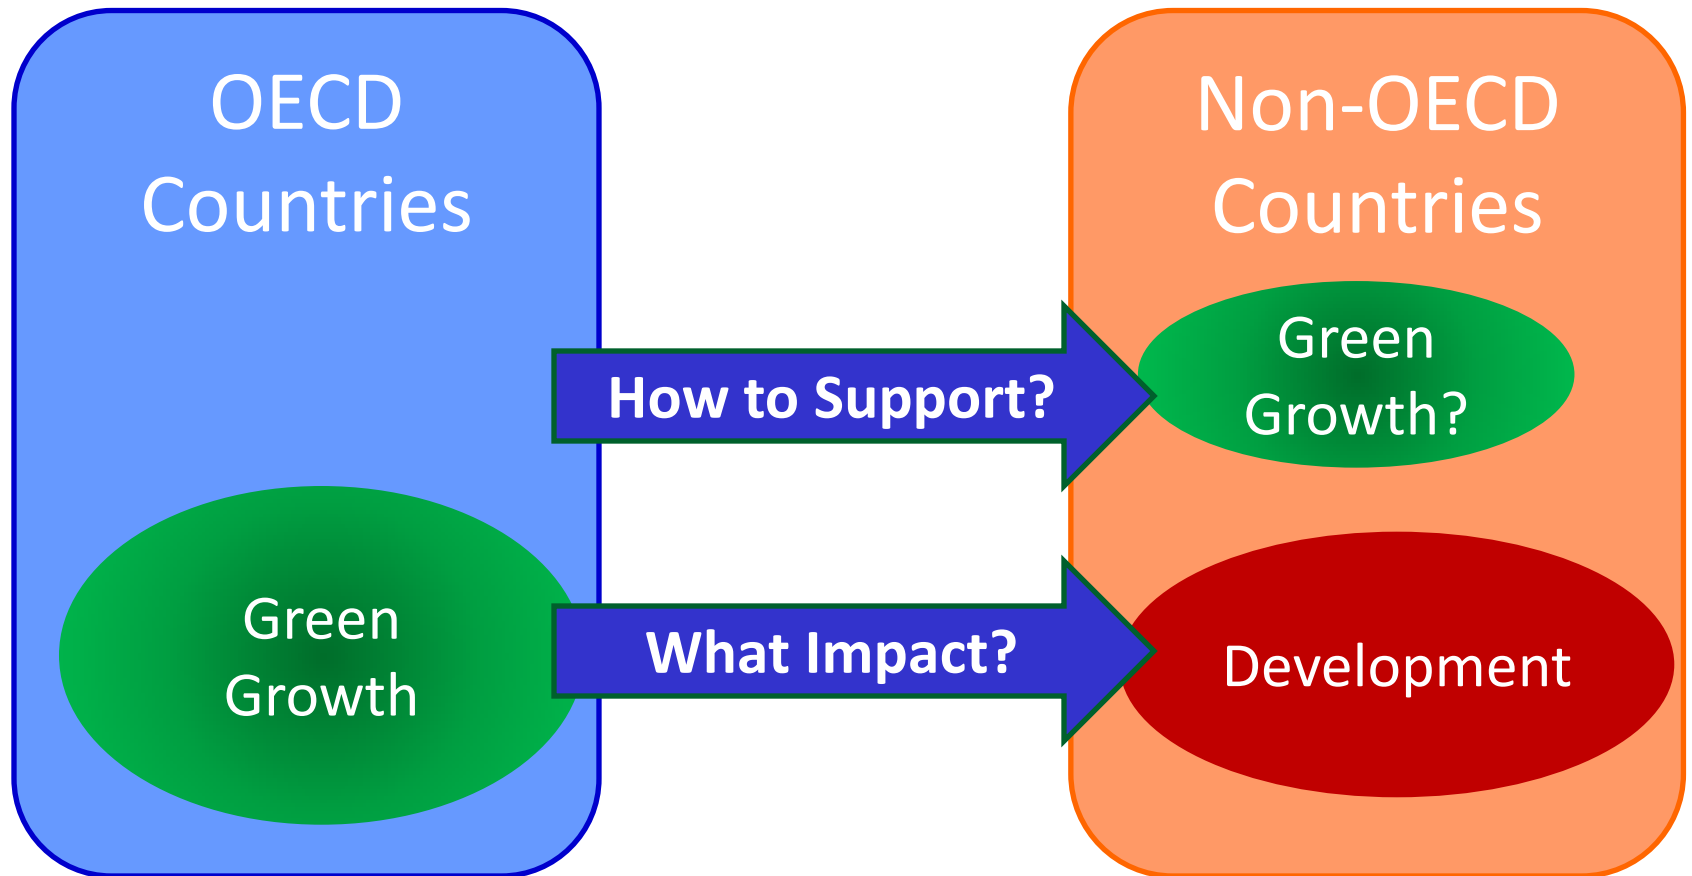 OECD
Countries
Non-OECD
Countries
How to Support?
Green
Growth?
Green
Growth
What Impact?
Development